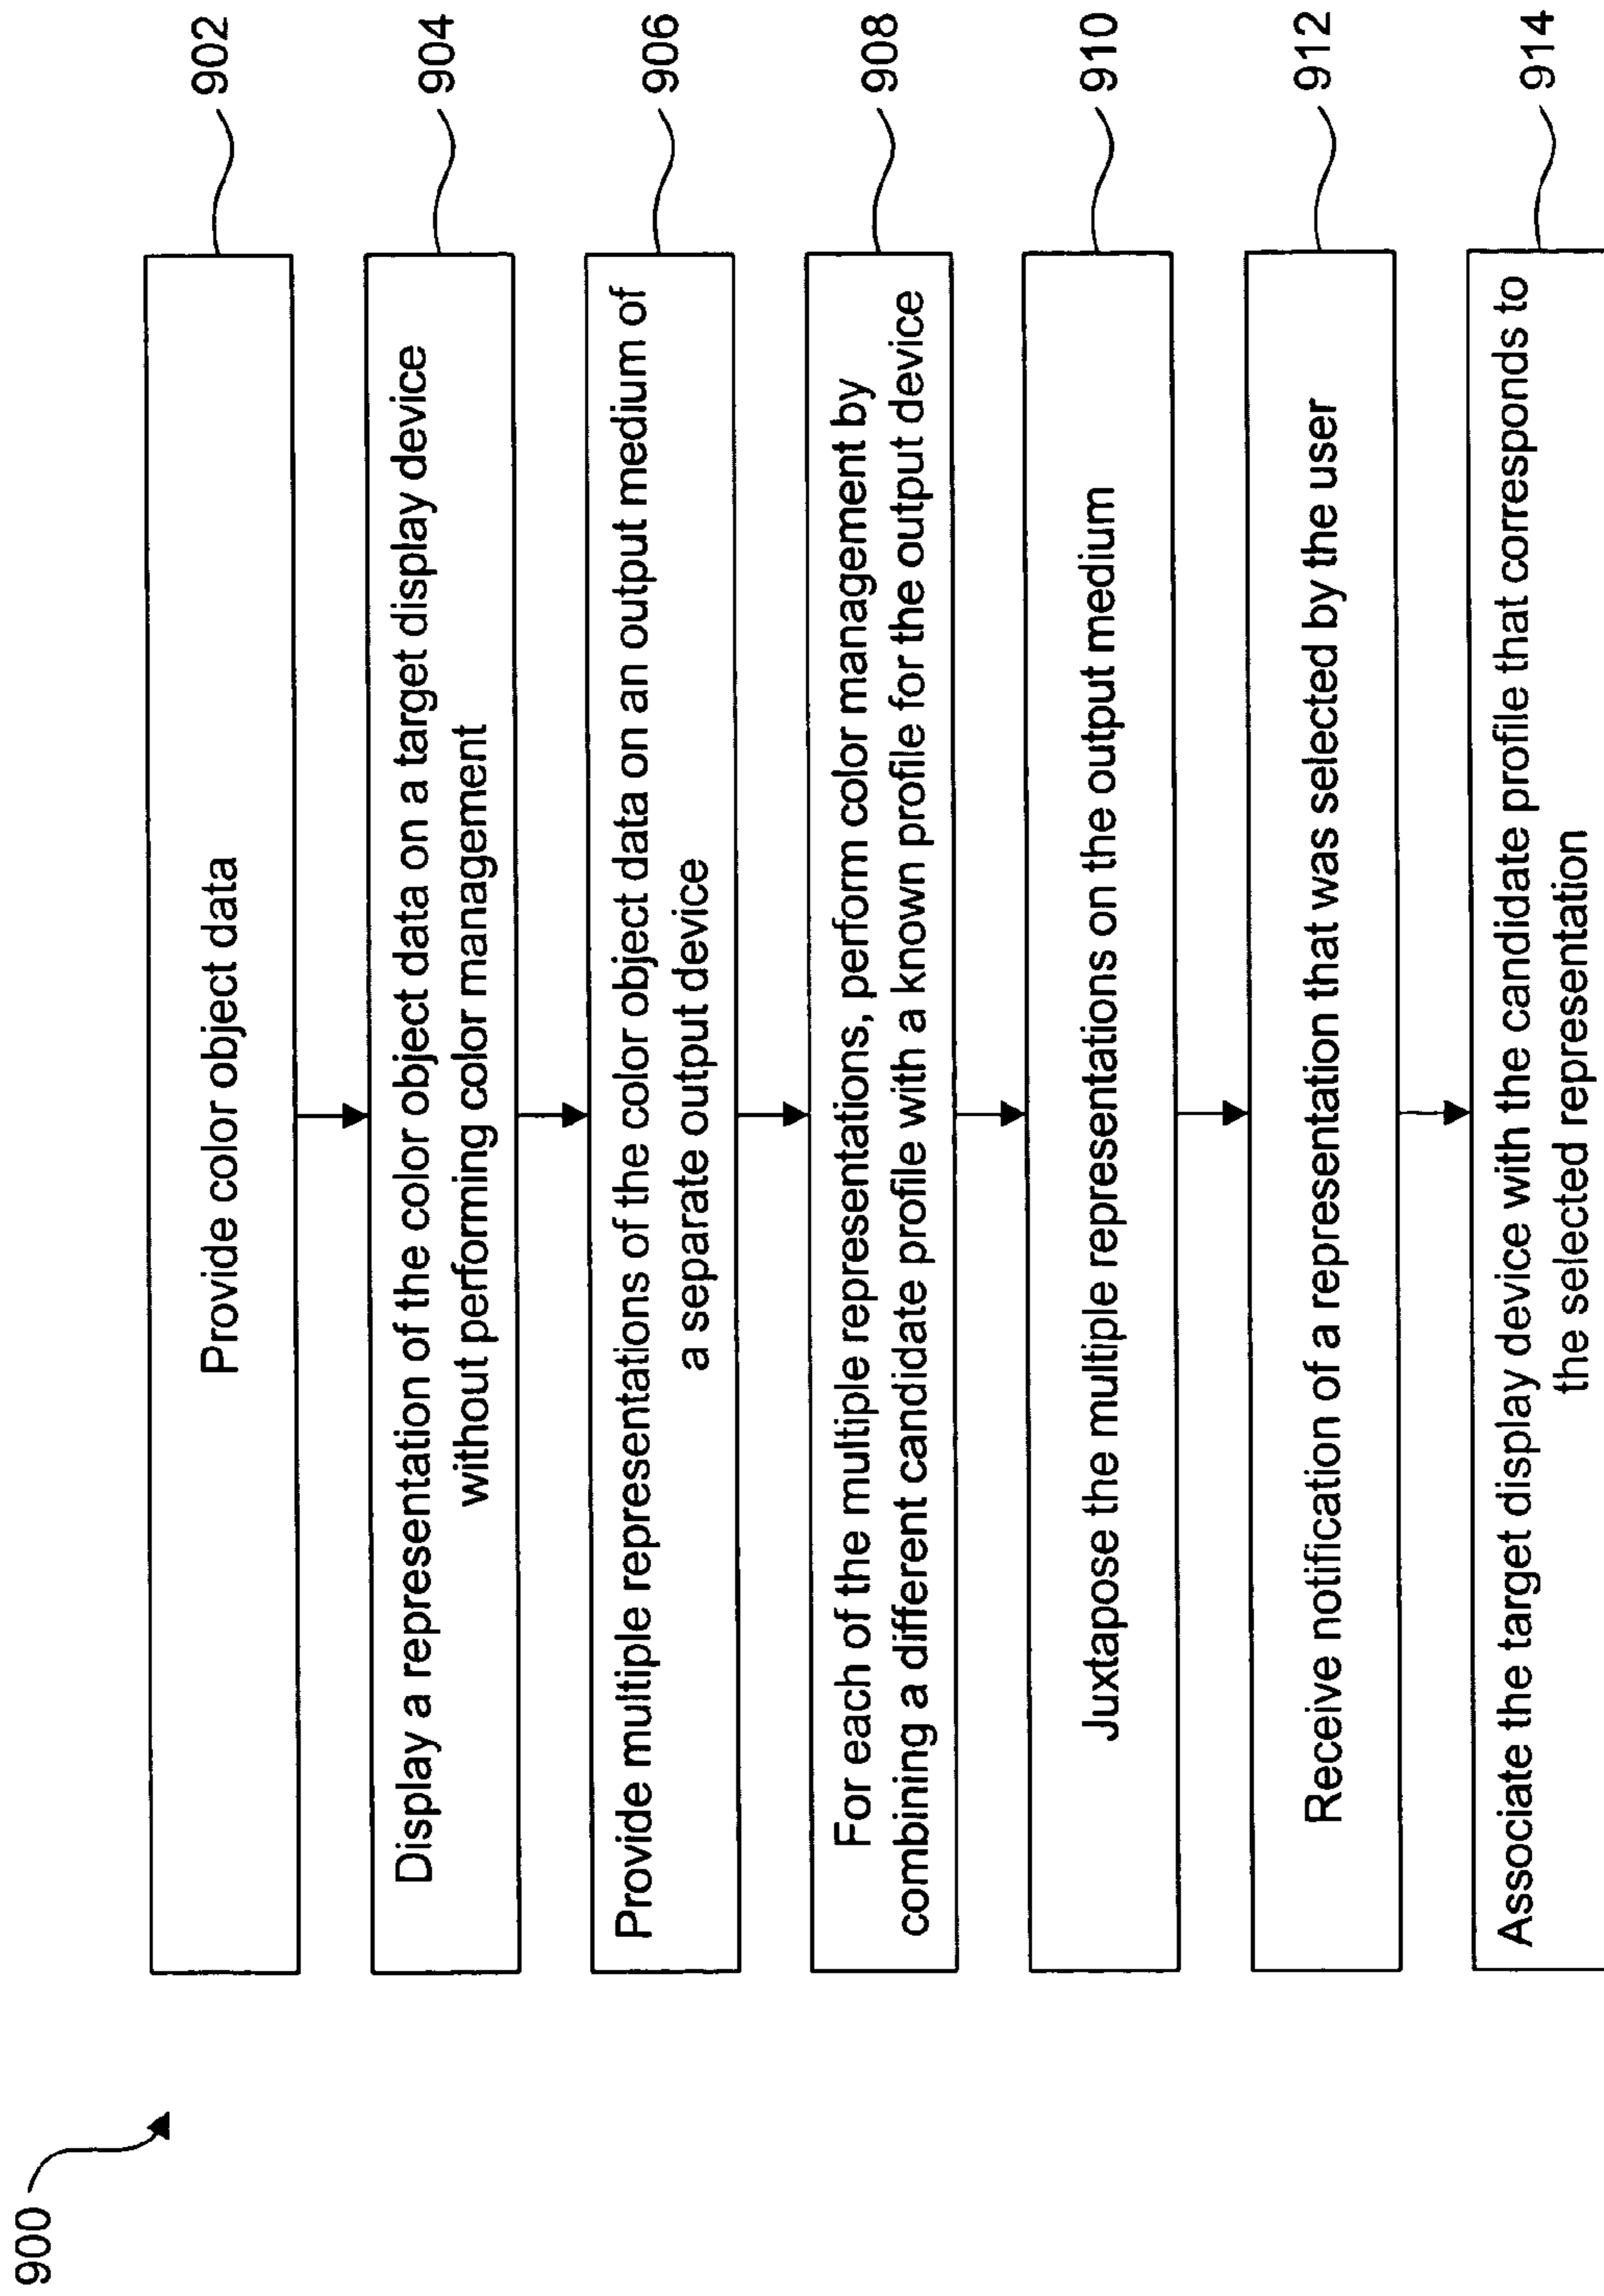 900
Provide color object data
902
Display a representation of the color object data on a target display device
without performing color management
904
Provide multiple representations of the color object data on an output medium of
a separate output device
906
For each of the multiple representations, perform color management by
combining a different candidate profile with a known profile for the output device
908
Juxtapose the multiple representations on the output medium
910
Receive notification of a representation that was selected by the user
912
Associate the target display device with the candidate profile that corresponds to
the selected representation
914